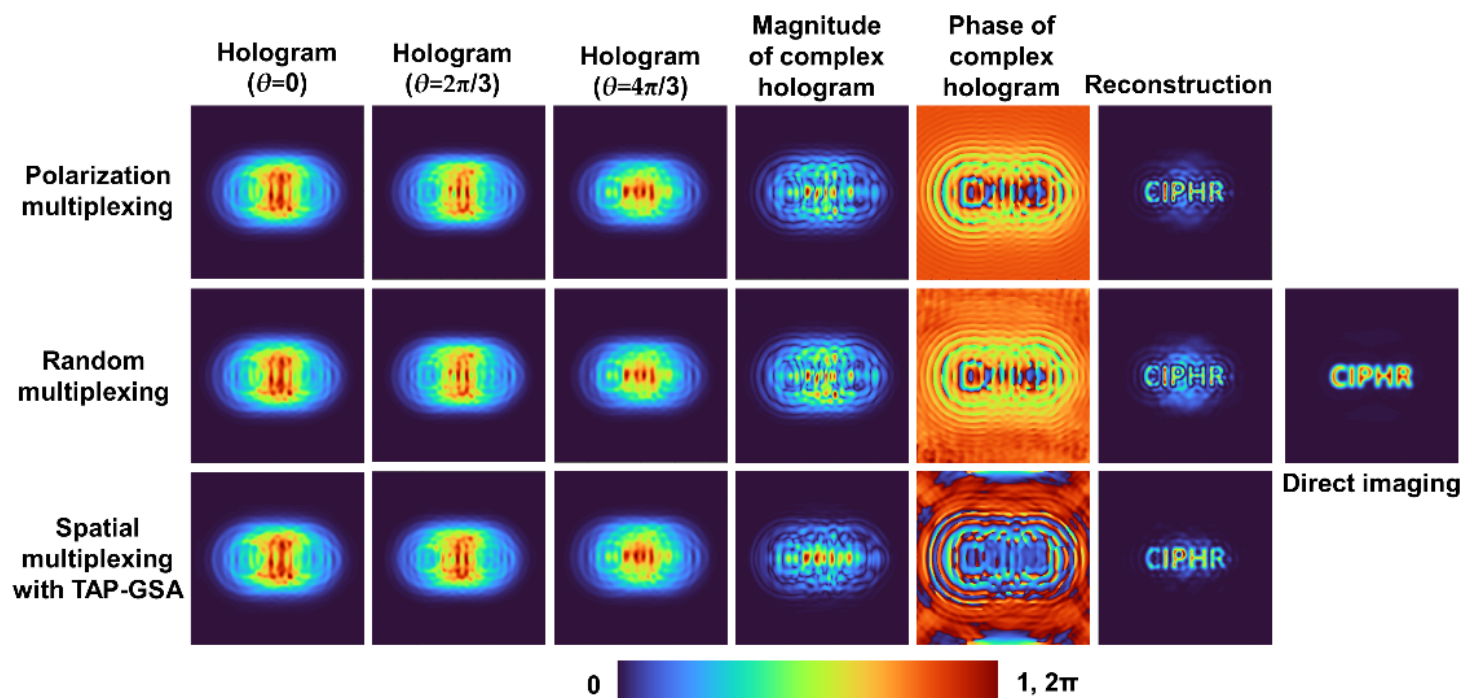 Hologram
(θ=0)
Hologram
(θ=2π/3)
Hologram
(θ=4π/3)
Magnitude
of complex
hologram
Phase of
complex
hologram
Reconstruction
Polarization
multiplexing
CIPHR
Random
multiplexing
CIPHR
CIPHR
Direct imaging
Spatial
multiplexing
with TAP-GSA
CIPHR
0
1, 2π